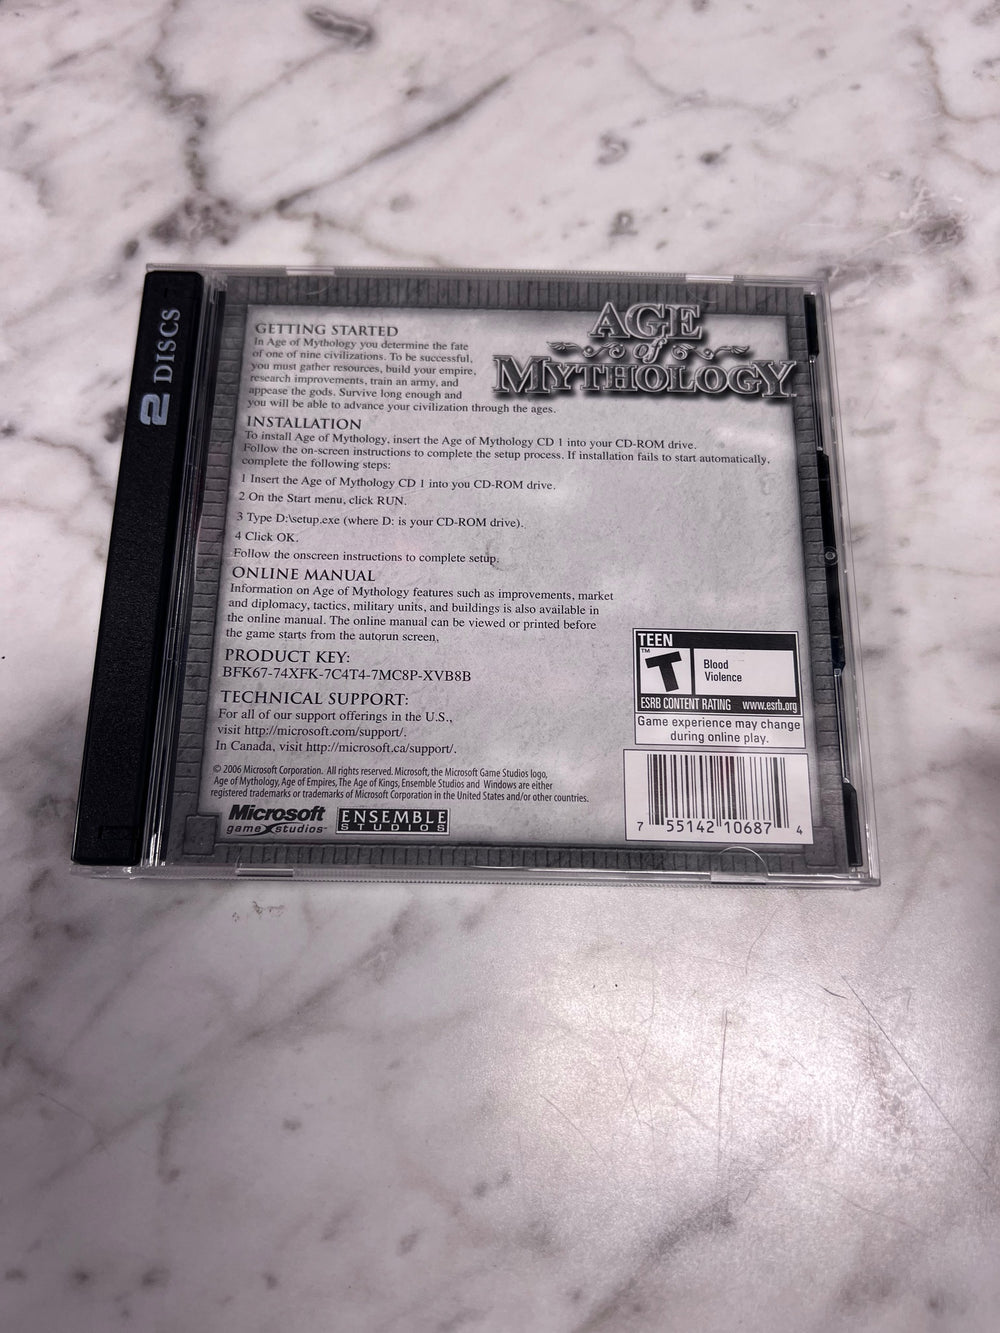 2 DISCS
AGE
of
MYTHOLOGY
GETTING STARTED
In Age of Mythology you determine the fate
of one of nine civilizations. To be successful,
you must gather resources, build your empire,
research improvements, train an army, and
appease the gods. Survive long enough and
you will be able to advance your civilization through the ages.
INSTALLATION
To install Age of Mythology, insert the Age of Mythology CD 1 into your CD-ROM drive.
Follow the on-screen instructions to complete the setup process. If installation fails to start automatically,
complete the following steps:
1 Insert the Age of Mythology CD 1 into you CD-ROM drive.
2 On the Start menu, click RUN.
3 Type D:\setup.exe (where D: is your CD-ROM drive).
4 Click OK.
Follow the onscreen instructions to complete setup.
ONLINE MANUAL
Information on Age of Mythology features such as improvements, market
and diplomacy, tactics, military units, and buildings is also available in
the online manual. The online manual can be viewed or printed before
the game starts from the autorun screen,
PRODUCT KEY:
BFK67-74XFK-7C4T4-7MC8P-XVB8B
TECHNICAL SUPPORT:
For all of our support offerings in the U.S.,
visit http://microsoft.com/support/.
In Canada, visit http://microsoft.ca/support/.
© 2006 Microsoft Corporation. All rights reserved. Microsoft, the Microsoft Game Studios logo,
Age of Mythology, Age of Empires, The Age of Kings, Ensemble Studios and Windows are either
registered trademarks or trademarks of Microsoft Corporation in the United States and/or other countries.
Microsoft
game studios™
ENSEMBLE
STUDIOS
TEEN
T™
Blood
Violence
ESRB CONTENT RATING www.esrb.org
Game experience may change
during online play.
7 55142 10687 4